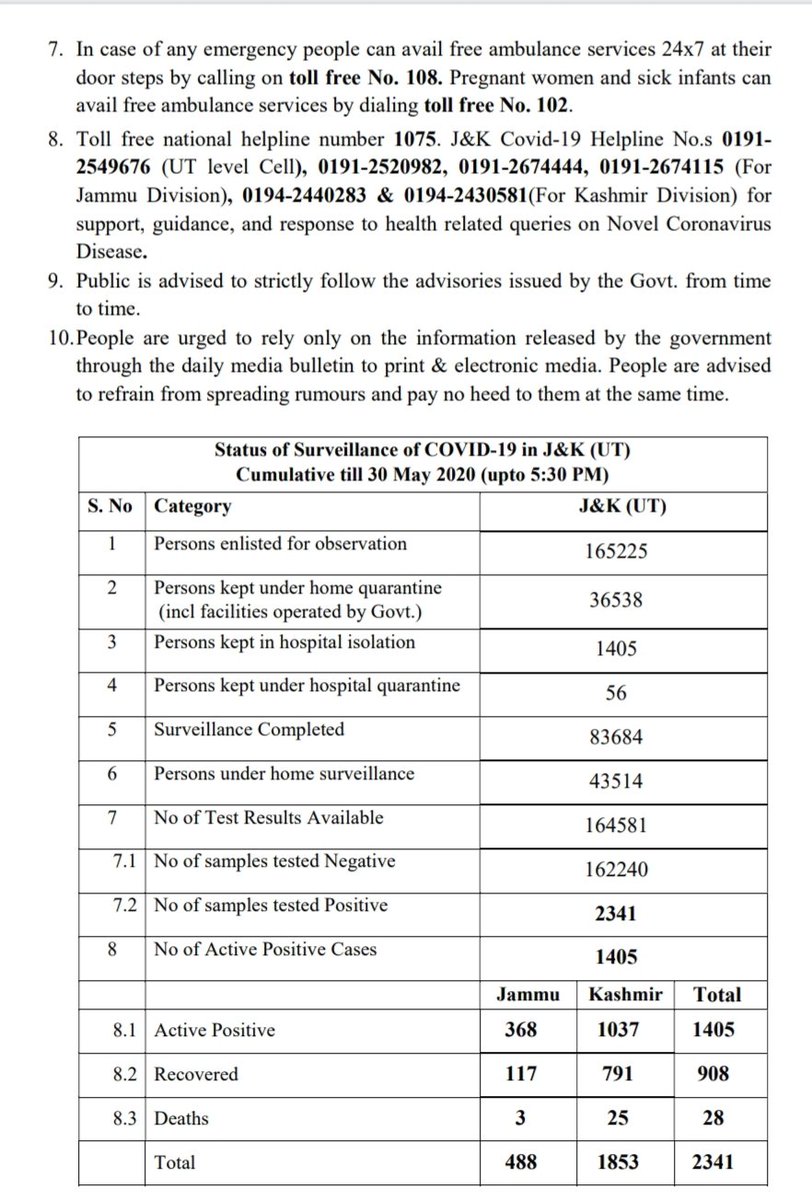 7. In case of any emergency people can avail free ambulance services 24x7 at their
door steps by calling on toll free No. 108. Pregnant women and sick infants can
avail free ambulance services by dialing toll free No. 102.
8. Toll free national helpline number 1075. J&K Covid-19 Helpline No.s 0191-
2549676 (UT level Cell), 0191-2520982, 0191-2674444, 0191-2674115 (For
Jammu Division), 0194-2440283 & 0194-2430581(For Kashmir Division) for
support, guidance, and response to health related queries on Novel Coronavirus
Disease.
9. Public is advised to strictly follow the advisories issued by the Govt. from time
to time.
10.People are urged to rely only on the information released by the government
through the daily media bulletin to print & electronic media. People are advised
to refrain from spreading rumours and pay no heed to them at the same time.
Status of Surveillance of COVID-19 in J&K (UT)
Cumulative till 30 May 2020 (upto 5:30 PM)
S. No Category J&K (UT)
1 Persons enlisted for observation 165225
2 Persons kept under home quarantine
(incl facilities operated by Govt.) 36538
3 Persons kept in hospital isolation 1405
4 Persons kept under hospital quarantine 56
5 Surveillance Completed 83684
6 Persons under home surveillance 43514
7 No of Test Results Available 164581
7.1 No of samples tested Negative 162240
7.2 No of samples tested Positive 2341
8 No of Active Positive Cases 1405
Jammu Kashmir Total
8.1 Active Positive 368 1037 1405
8.2 Recovered 117 791 908
8.3 Deaths 3 25 28
Total 488 1853 2341